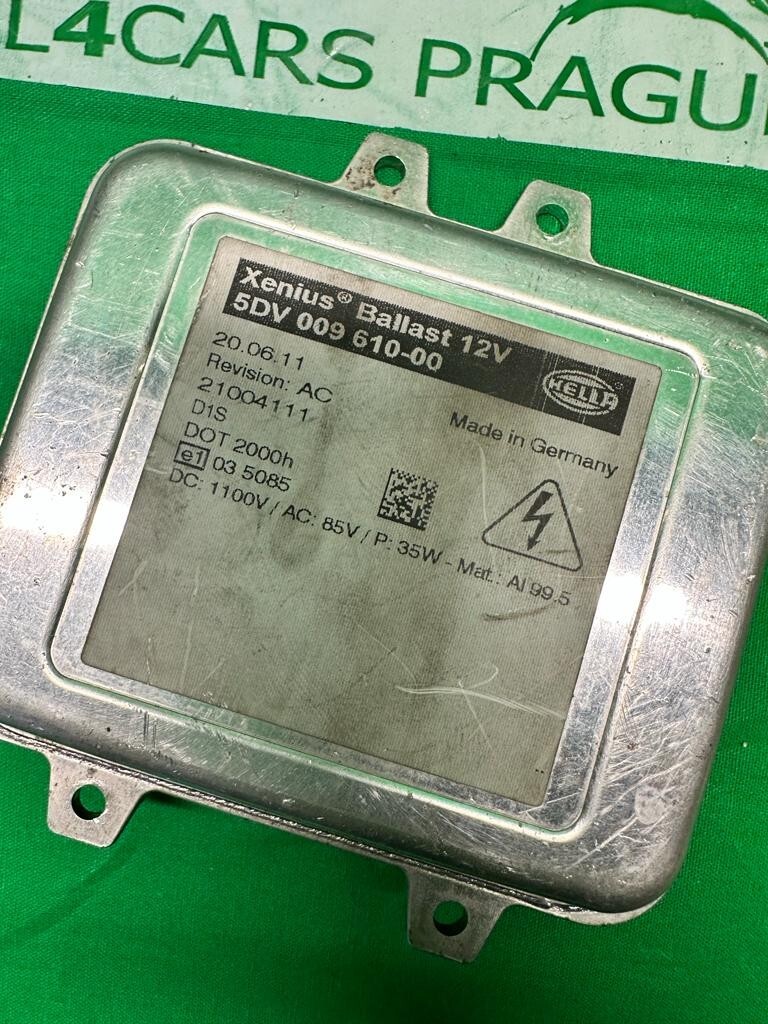 L4CARS PRAGU
Xenius® Ballast 12V
5DV 009 610-00
HELLA
20.06.11
Revision: AC
21004111
Made in Germany
D1S
DOT 2000h
e1 03 5085
DC: 1100V / AC: 85V / P: 35W - Mat.: Al 99.5